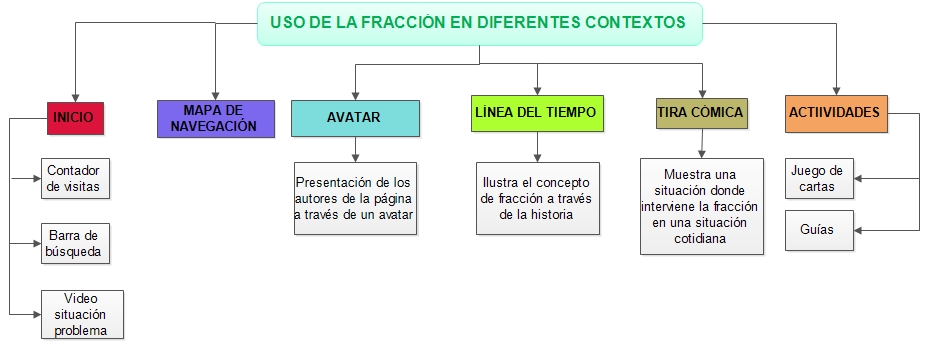 USO DE LA FRACCIÓN EN DIFERENTES CONTEXTOS
INICIO
MAPA DE
NAVEGACIÓN
AVATAR
LÍNEA DEL TIEMPO
TIRA CÓMICA
ACTIIVIDADES
Contador
de visitas
Barra de
búsqueda
Video
situación
problema
Presentación de los
autores de la página
a través de un avatar
Ilustra el concepto
de fracción a través
de la historia
Muestra una
situación donde
interviene la fracción
en una situación
cotidiana
Juego de
cartas
Guías